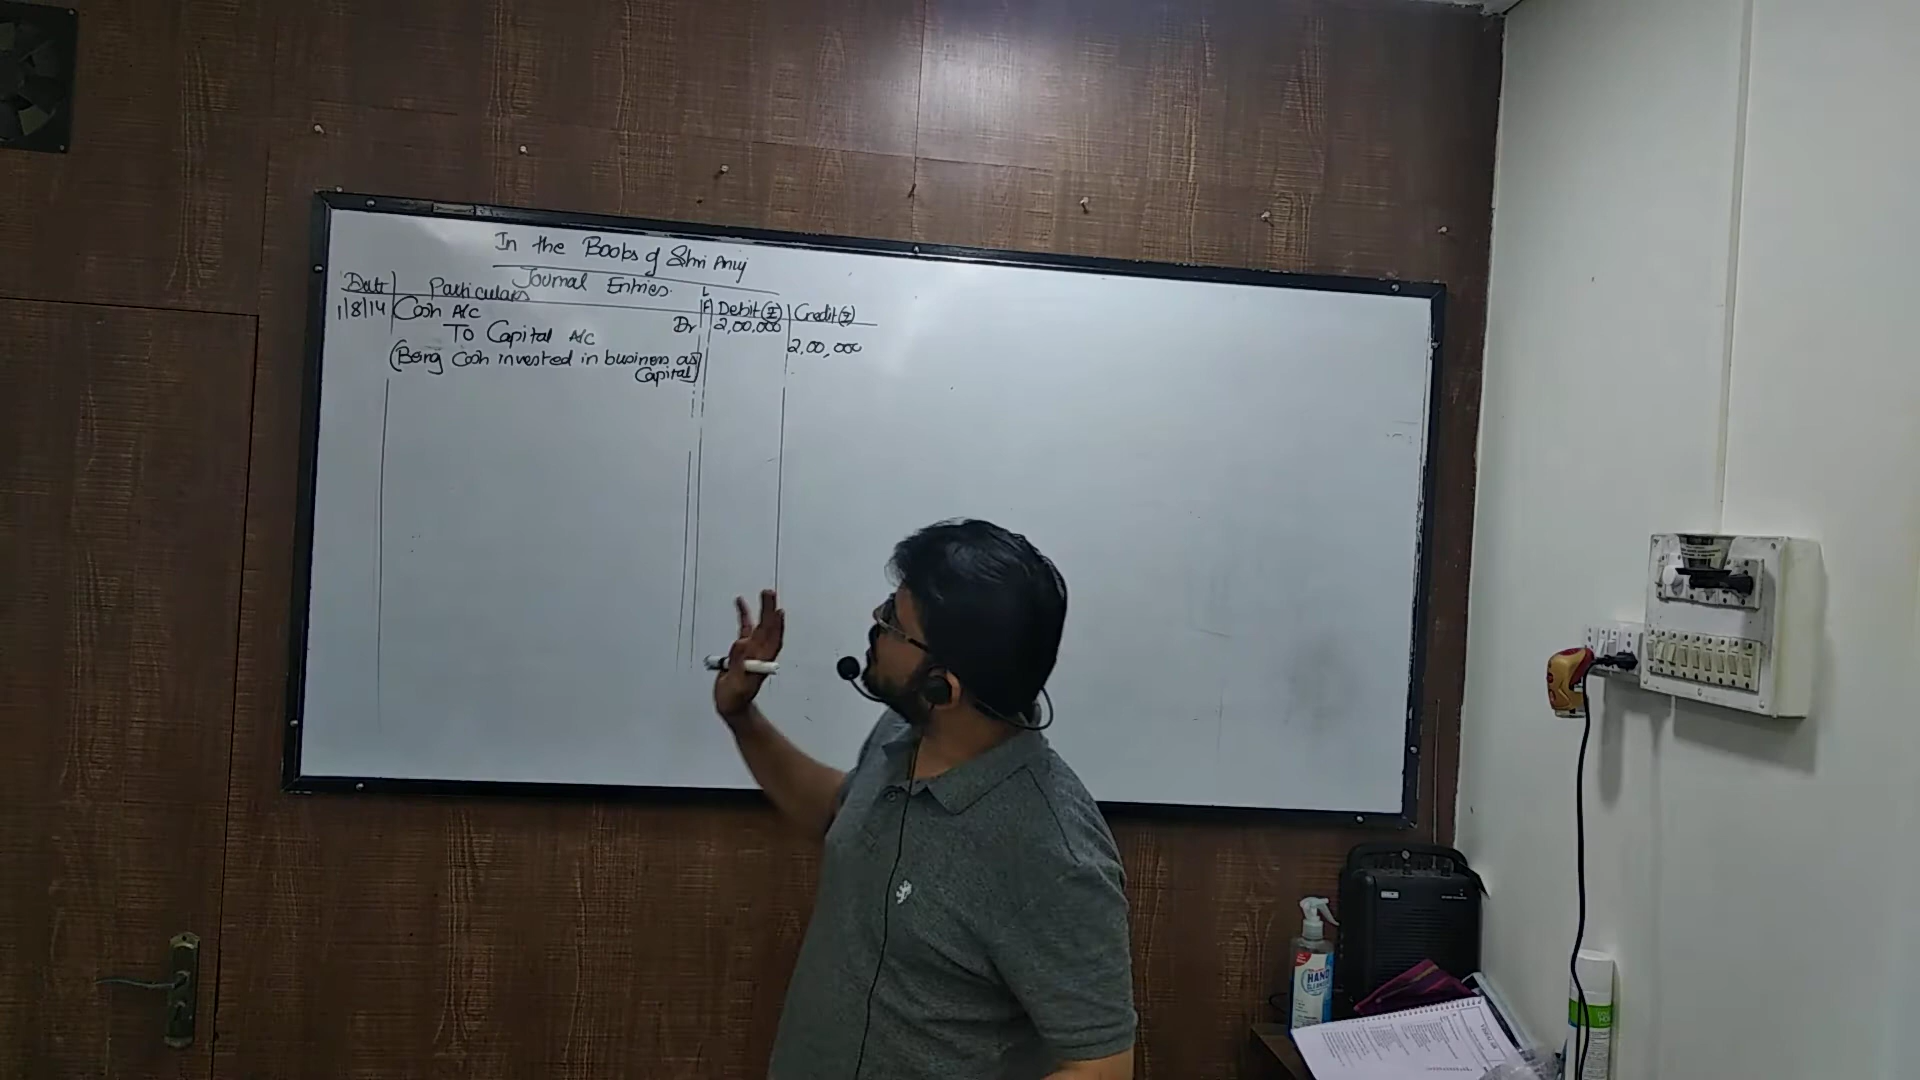 In the Books of Shri Anuj
Journal Entries.
Date Particulars L F Debit (₹) Credit (₹)
1/8/14 Cash A/c Dr 2,00,000
To Capital A/c 2,00,000
(Being Cash invested in business as
Capital)
HAND